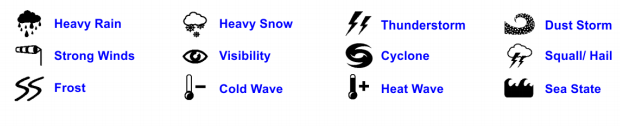 Heavy Rain Heavy Snow Thunderstorm Dust Storm
Strong Winds Visibility Cyclone Squall/ Hail
Frost Cold Wave Heat Wave Sea State